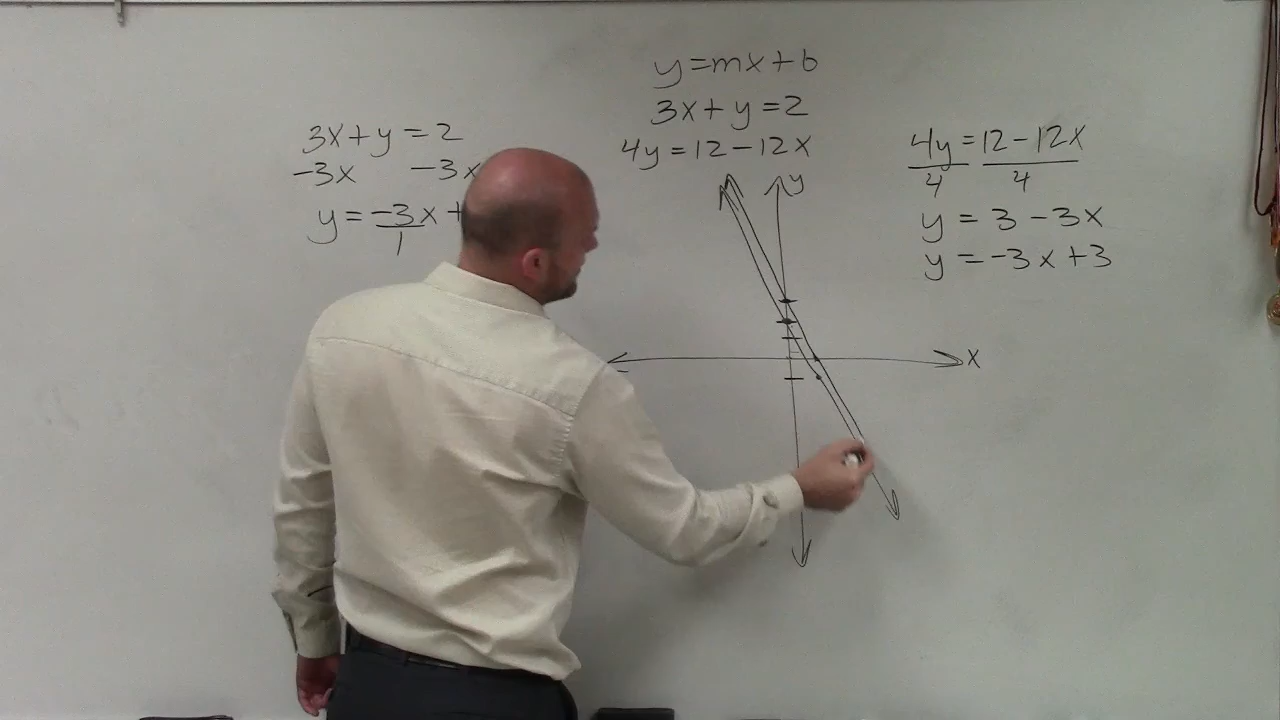 y=mx+b
3x+y=2
4y=12-12x
3x+y=2
-3x -3x
y=-3x+
1
4y=12-12x
4 4
y=3-3x
y=-3x+3
y
x